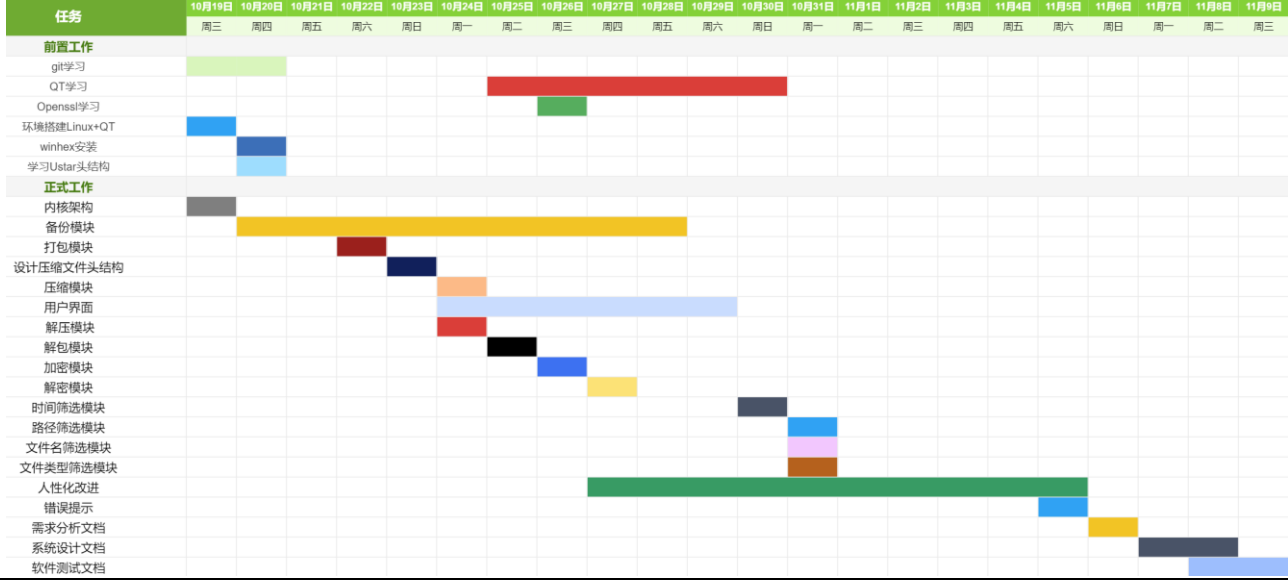 任务 10月19日 10月20日 10月21日 10月22日 10月23日 10月24日 10月25日 10月26日 10月27日 10月28日 10月29日 10月30日 10月31日 11月1日 11月2日 11月3日 11月4日 11月5日 11月6日 11月7日 11月8日 11月9日
周三 周四 周五 周六 周日 周一 周二 周三 周四 周五 周六 周日 周一 周二 周三 周四 周五 周六 周日 周一 周二 周三
前置工作
git学习
QT学习
Openssl学习
环境搭建Linux+QT
winhex安装
学习Ustar头结构
正式工作
内核架构
备份模块
打包模块
设计压缩文件头结构
压缩模块
用户界面
解压模块
解包模块
加密模块
解密模块
时间筛选模块
路径筛选模块
文件名筛选模块
文件类型筛选模块
人性化改进
错误提示
需求分析文档
系统设计文档
软件测试文档